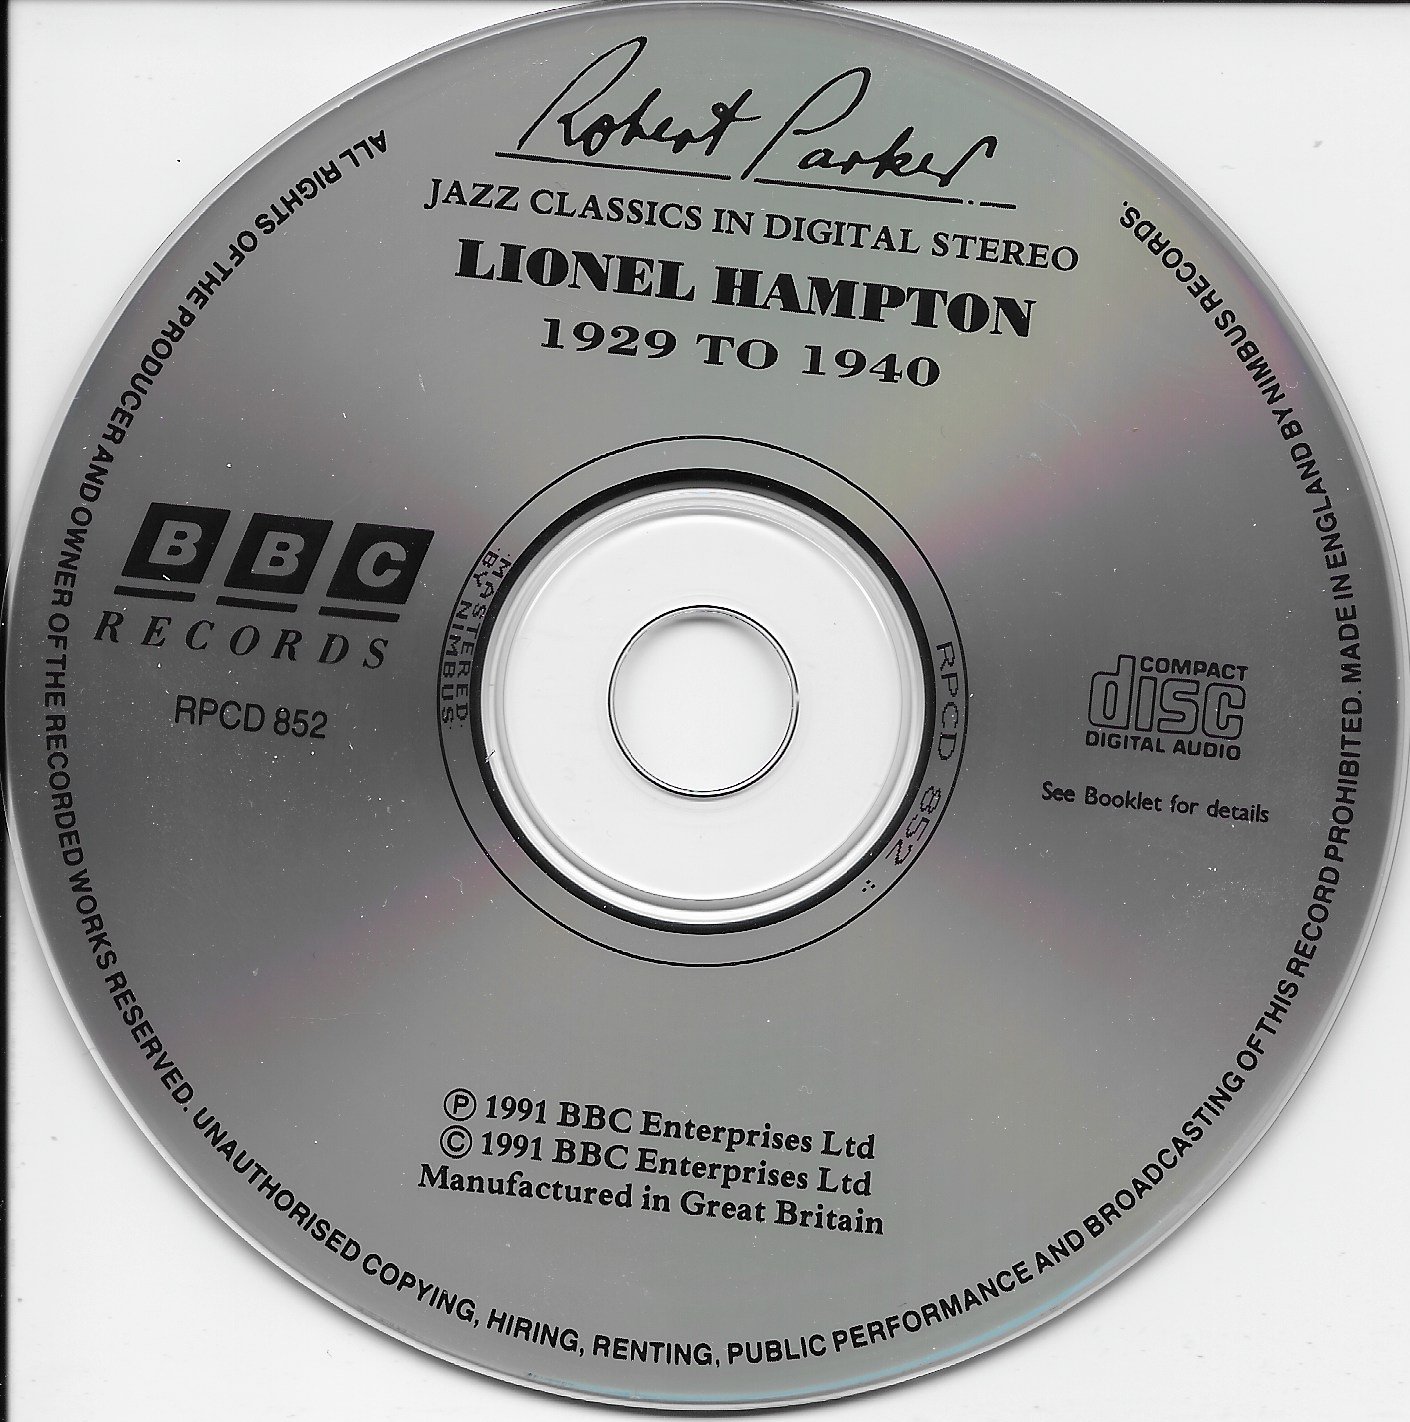 Robert Parker
JAZZ CLASSICS IN DIGITAL STEREO
LIONEL HAMPTON
1929 TO 1940
BBC
RECORDS
RPCD 852
COMPACT
disc
DIGITAL AUDIO
See Booklet for details
:MASTERED:
BY NIMBUS:
RPCD 852 ::
Ⓟ 1991 BBC Enterprises Ltd
© 1991 BBC Enterprises Ltd
Manufactured in Great Britain
ALL RIGHTS OF THE PRODUCER AND OWNER OF THE RECORDED WORKS RESERVED. UNAUTHORISED COPYING, HIRING, RENTING, PUBLIC PERFORMANCE AND BROADCASTING OF THIS RECORD PROHIBITED. MADE IN ENGLAND BY NIMBUS RECORDS.